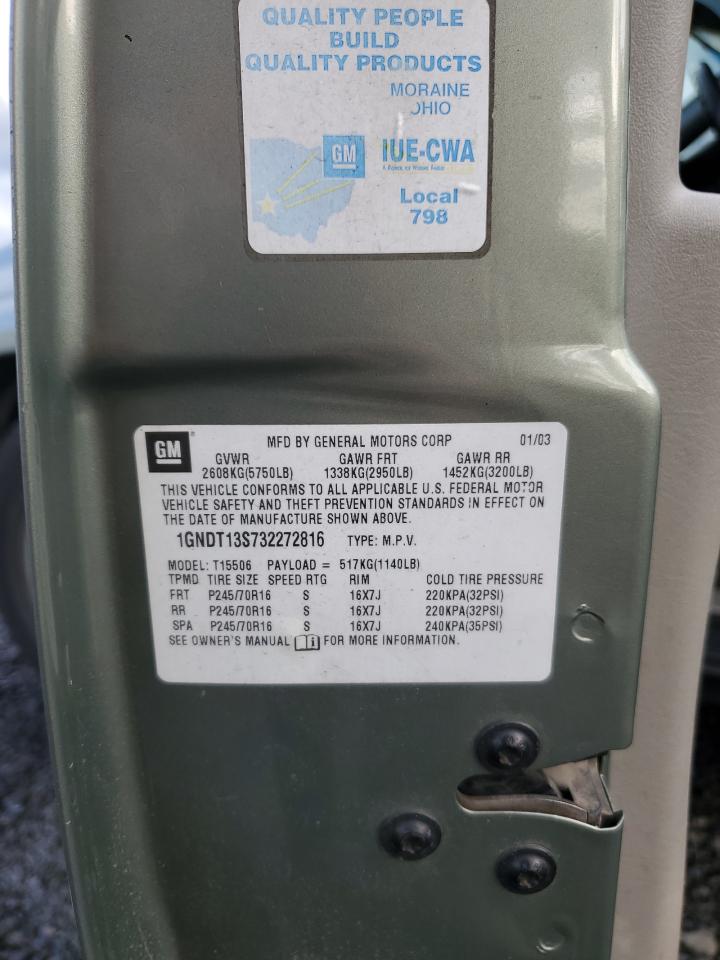 QUALITY PEOPLE
BUILD
QUALITY PRODUCTS
MORAINE
OHIO
GM IUE-CWA
Local
798
GM MFD BY GENERAL MOTORS CORP 01/03
GVWR GAWR FRT GAWR RR
2608KG(5750LB) 1338KG(2950LB) 1452KG(3200LB)
THIS VEHICLE CONFORMS TO ALL APPLICABLE U.S. FEDERAL MOTOR
VEHICLE SAFETY AND THEFT PREVENTION STANDARDS IN EFFECT ON
THE DATE OF MANUFACTURE SHOWN ABOVE.
1GNDT13S732272816 TYPE: M.P.V.
MODEL: T15506 PAYLOAD = 517KG(1140LB)
TPMD TIRE SIZE SPEED RTG RIM COLD TIRE PRESSURE
FRT P245/70R16 S 16X7J 220KPA(32PSI)
RR P245/70R16 S 16X7J 220KPA(32PSI)
SPA P245/70R16 S 16X7J 240KPA(35PSI)
SEE OWNER'S MANUAL FOR MORE INFORMATION.